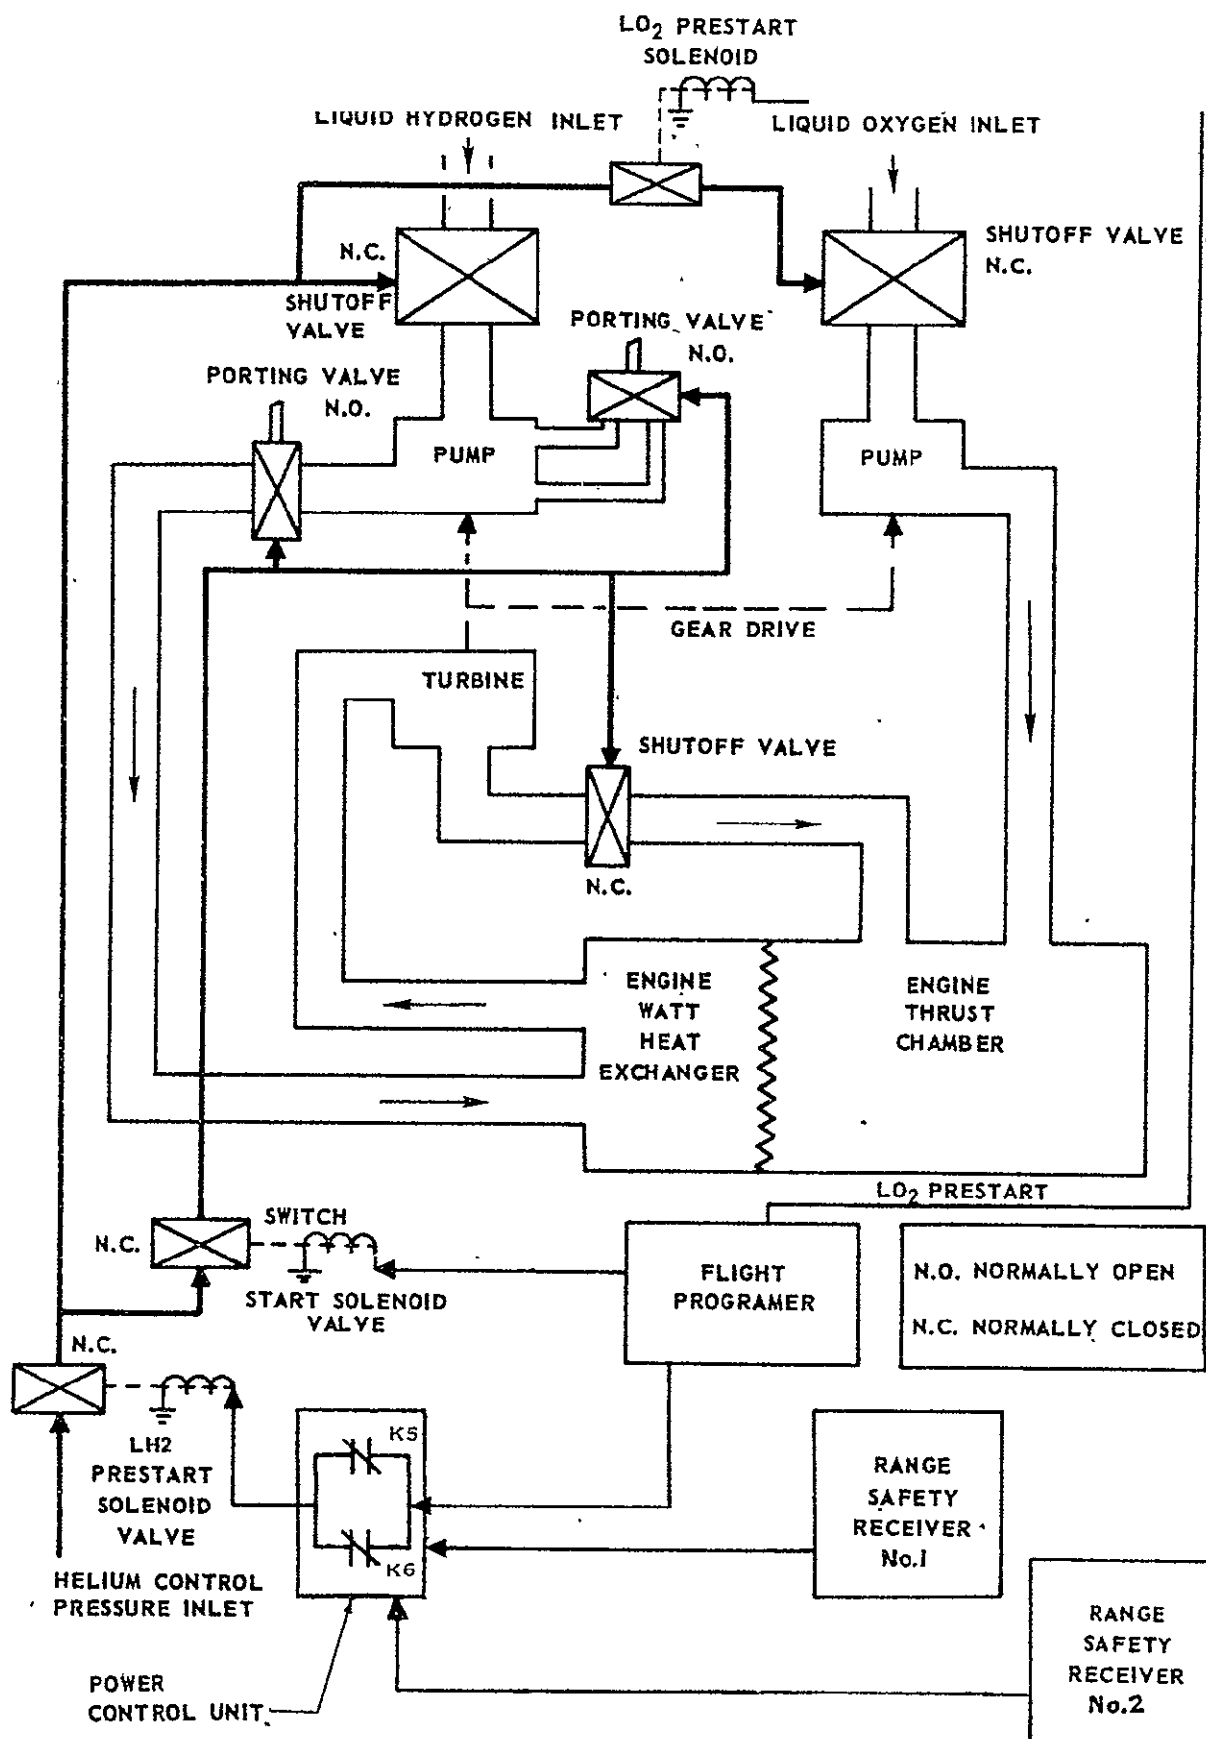 LO2 PRESTART
SOLENOID
LIQUID HYDROGEN INLET
LIQUID OXYGEN INLET
N.C.
SHUTOFF
VALVE
SHUTOFF VALVE
N.C.
PORTING VALVE
N.O.
PORTING VALVE
N.O.
PUMP
PUMP
GEAR DRIVE
TURBINE
SHUTOFF VALVE
N.C.
ENGINE
WATT
HEAT
EXCHANGER
ENGINE
THRUST
CHAMBER
LO2 PRESTART
SWITCH
N.C.
START SOLENOID
VALVE
FLIGHT
PROGRAMER
N.O. NORMALLY OPEN
N.C. NORMALLY CLOSED
N.C.
LH2
PRESTART
SOLENOID
VALVE
K5
K6
RANGE
SAFETY
RECEIVER
No.1
HELIUM CONTROL
PRESSURE INLET
RANGE
SAFETY
RECEIVER
No.2
POWER
CONTROL UNIT